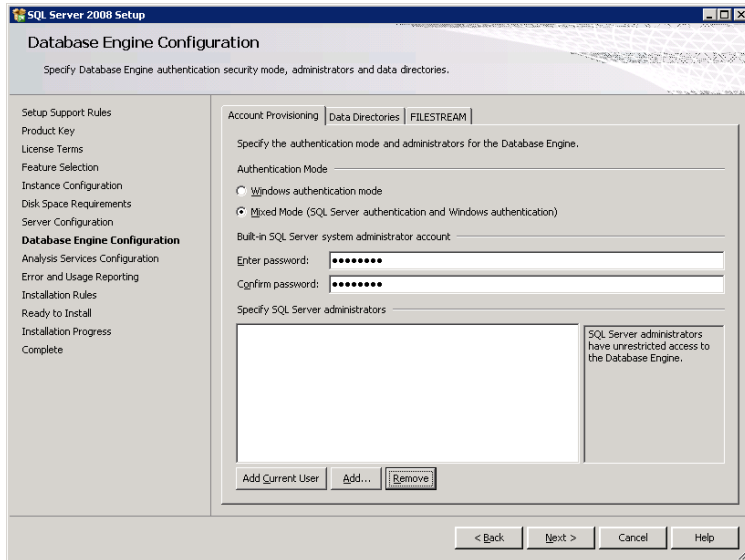 SQL Server 2008 Setup
Database Engine Configuration
Specify Database Engine authentication security mode, administrators and data directories.
Setup Support Rules
Product Key
License Terms
Feature Selection
Instance Configuration
Disk Space Requirements
Server Configuration
Database Engine Configuration
Analysis Services Configuration
Error and Usage Reporting
Installation Rules
Ready to Install
Installation Progress
Complete
Account Provisioning Data Directories FILESTREAM
Specify the authentication mode and administrators for the Database Engine.
Authentication Mode
Windows authentication mode
Mixed Mode (SQL Server authentication and Windows authentication)
Built-in SQL Server system administrator account
Enter password: ●●●●●●●●
Confirm password: ●●●●●●●●
Specify SQL Server administrators
SQL Server administrators
have unrestricted access to
the Database Engine.
Add Current User Add... Remove
< Back Next > Cancel Help